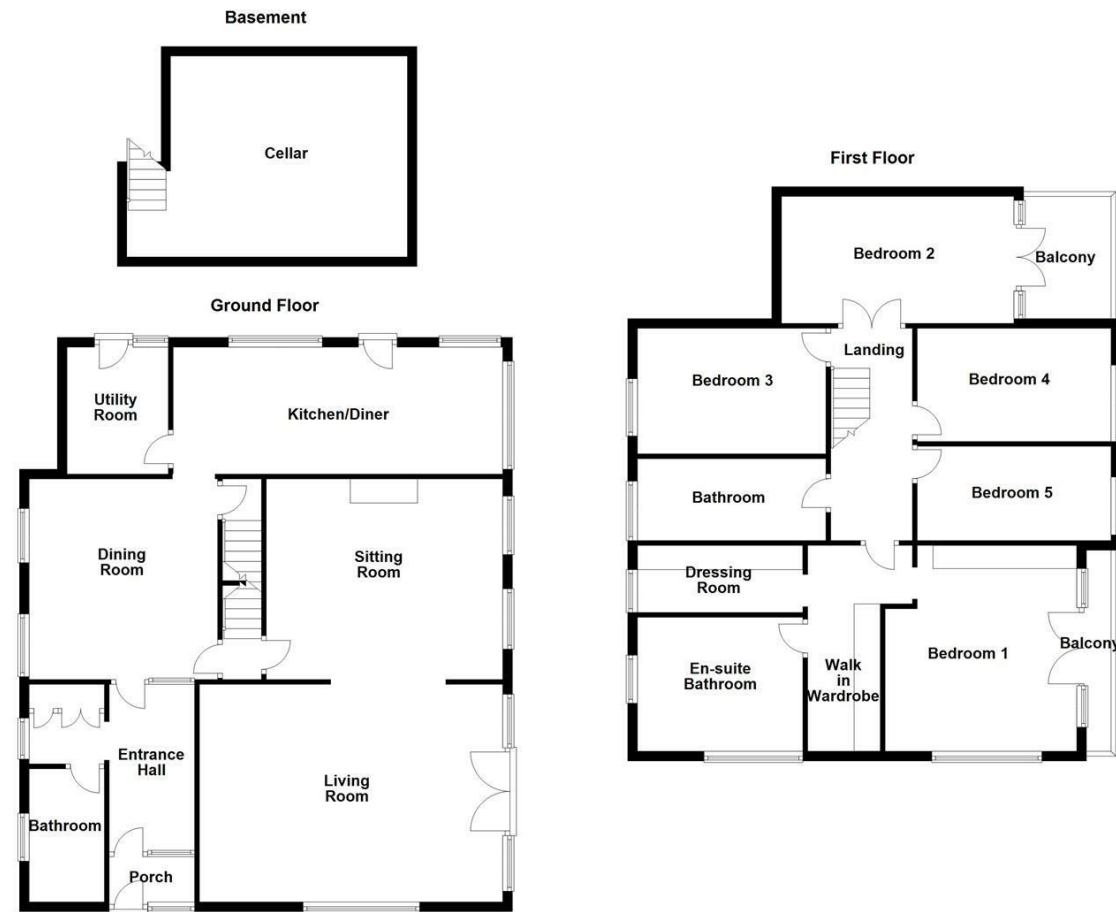 Basement
Cellar
Ground Floor
Utility
Room
Kitchen/Diner
Dining
Room
Sitting
Room
Entrance
Hall
Living
Room
Bathroom
Porch
First Floor
Bedroom 2
Balcony
Landing
Bedroom 3
Bedroom 4
Bathroom
Bedroom 5
Dressing
Room
En-suite
Bathroom
Walk
in
Wardrobe
Bedroom 1
Balcony